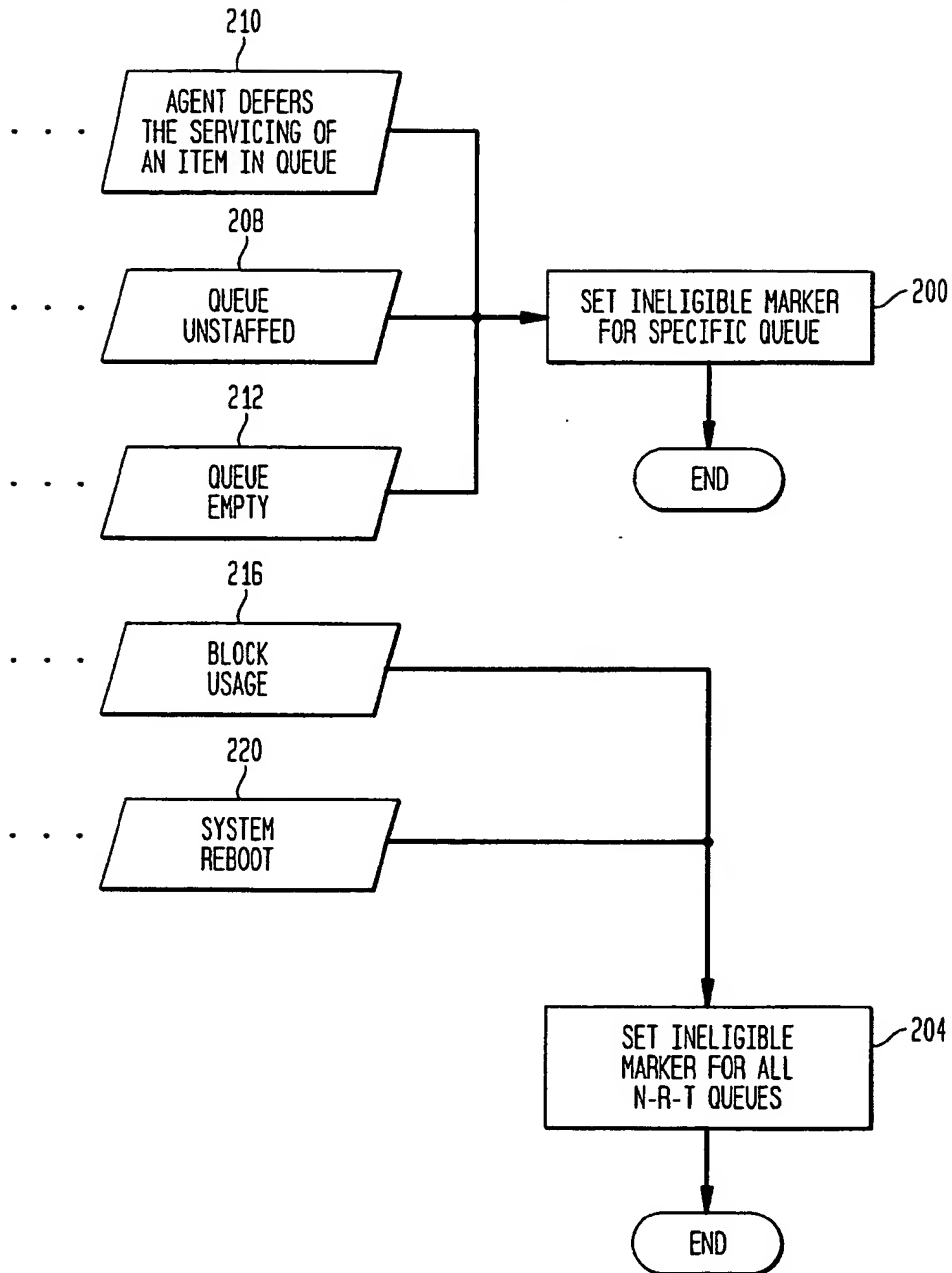 210
AGENT DEFERS
THE SERVICING OF
AN ITEM IN QUEUE
208
QUEUE
UNSTAFFED
SET INELIGIBLE MARKER
FOR SPECIFIC QUEUE
200
212
QUEUE
EMPTY
END
216
BLOCK
USAGE
220
SYSTEM
REBOOT
SET INELIGIBLE
MARKER FOR ALL
N-R-T QUEUES
204
END